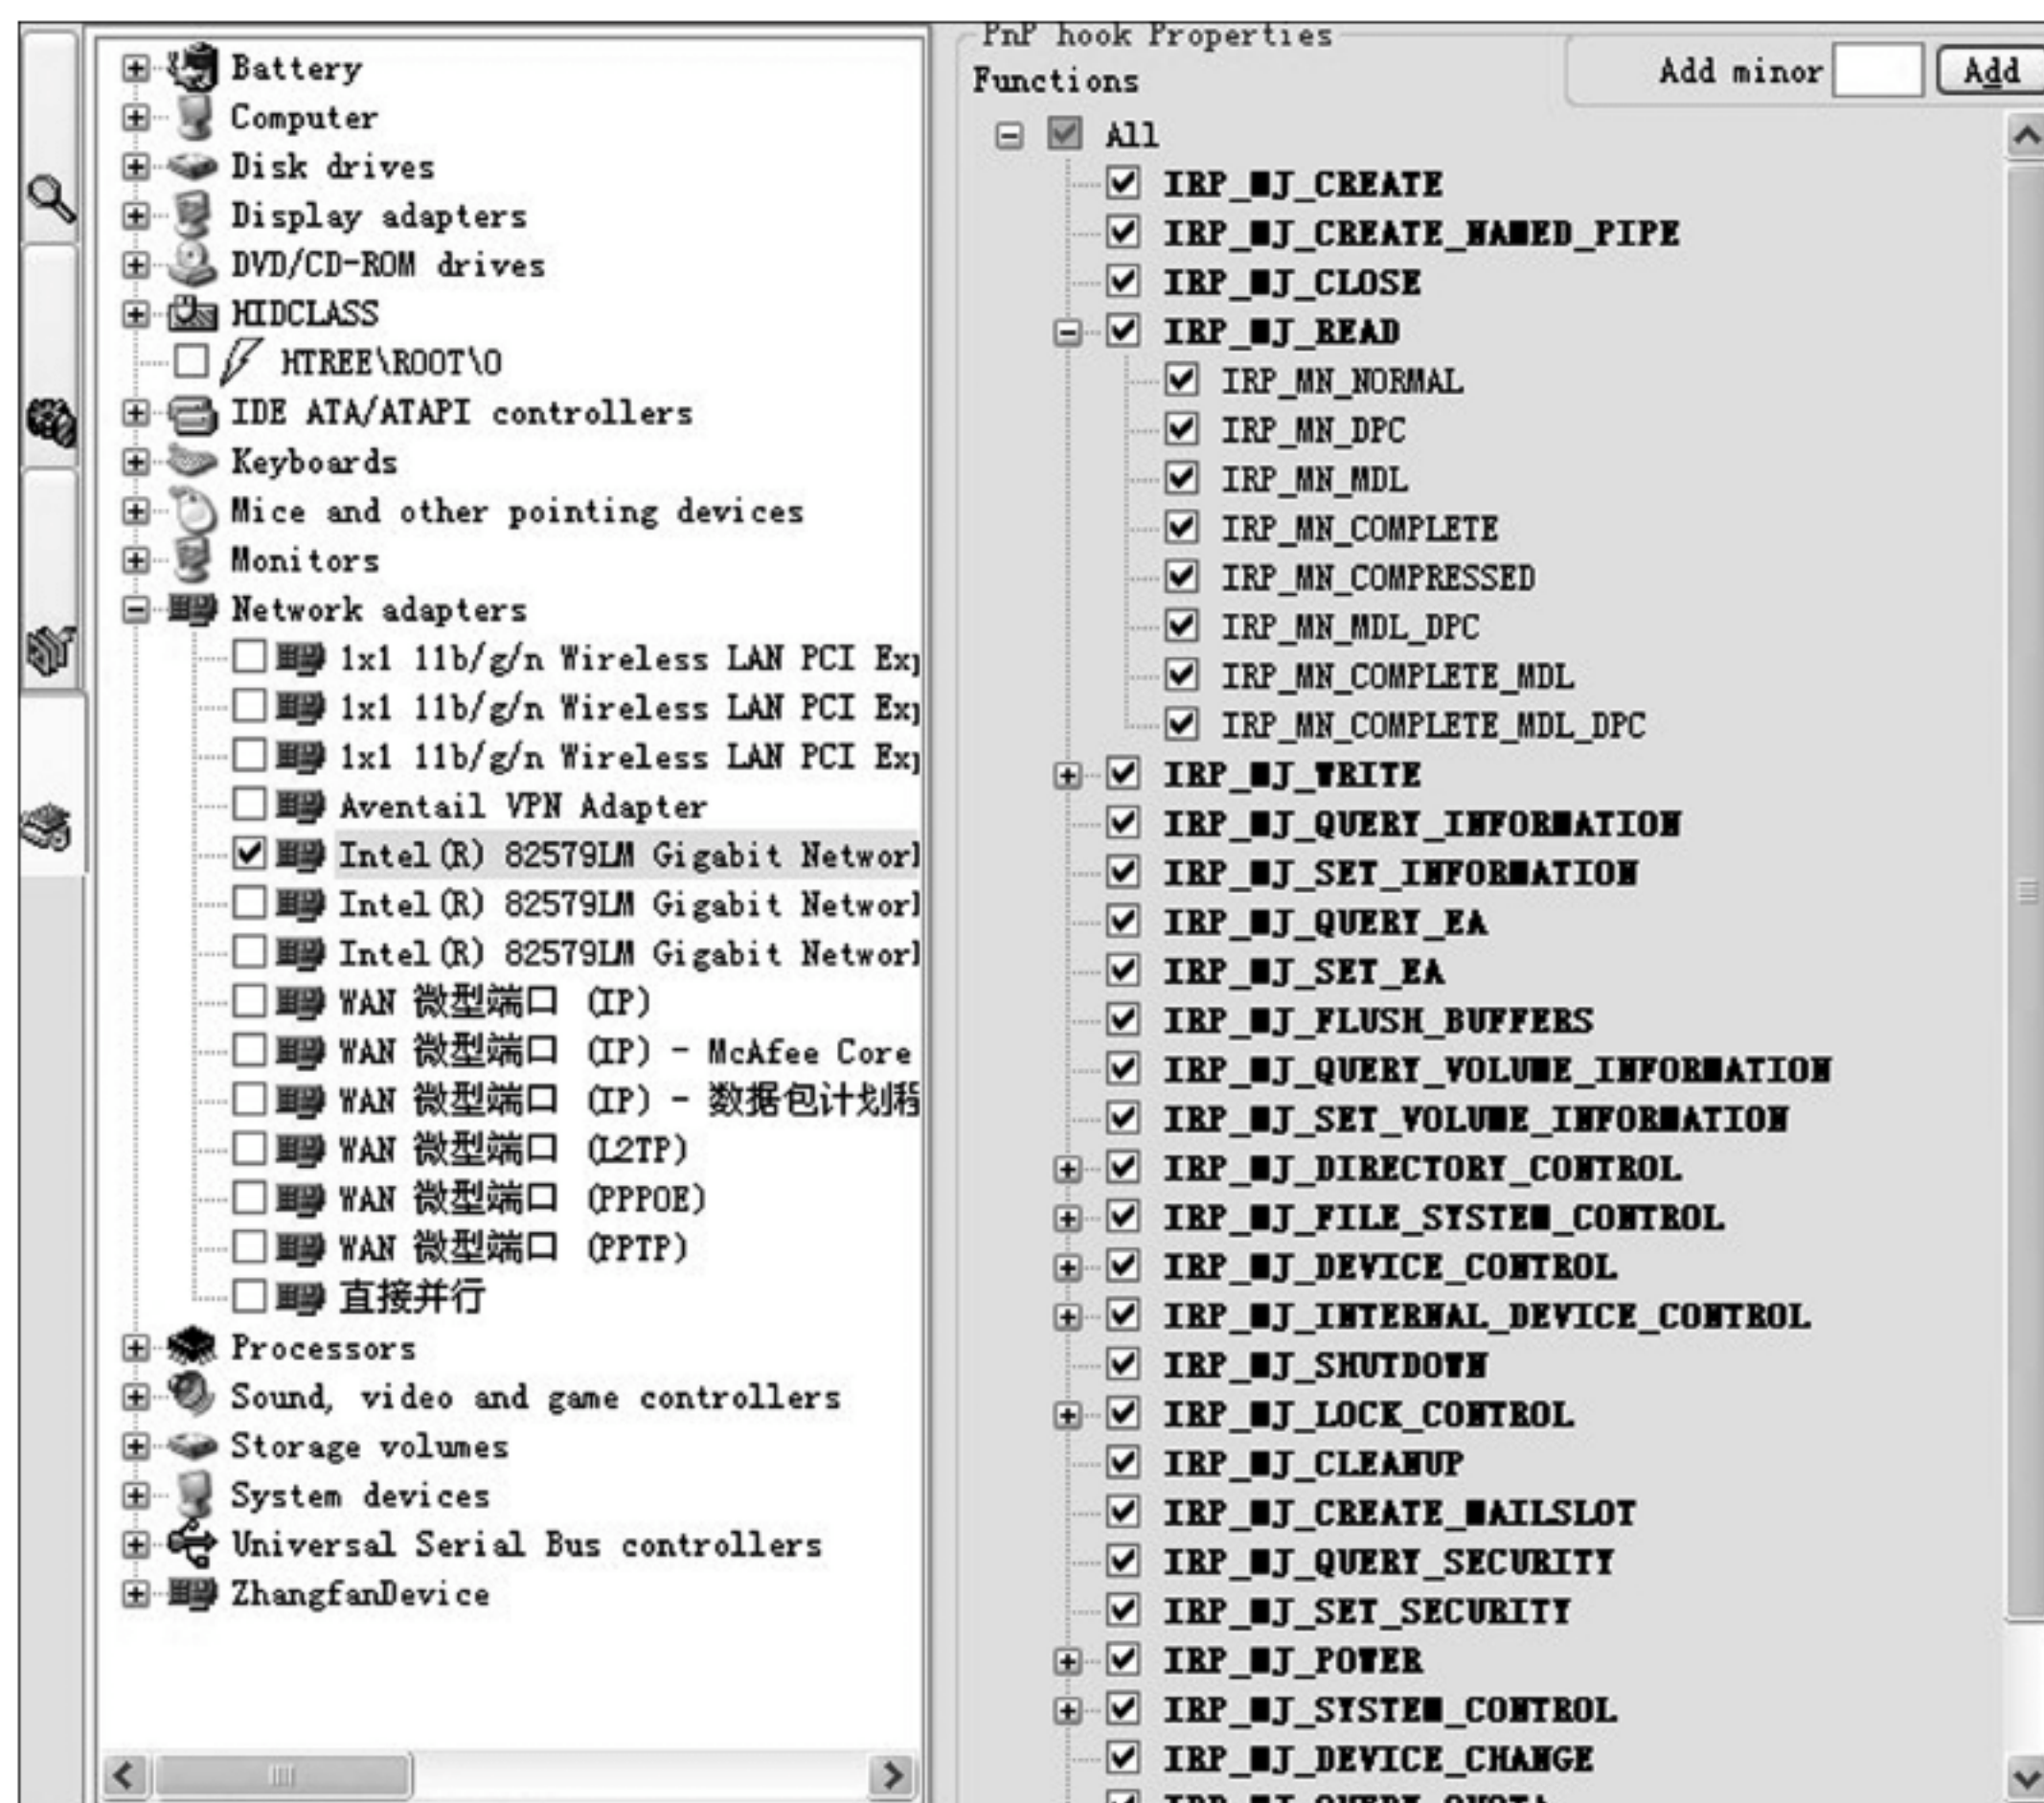 Battery
Computer
Disk drives
Display adapters
DVD/CD-ROM drives
HIDCLASS
HTREE\ROOT\0
IDE ATA/ATAPI controllers
Keyboards
Mice and other pointing devices
Monitors
Network adapters
1x1 11b/g/n Wireless LAN PCI
1x1 11b/g/n Wireless LAN PCI
1x1 11b/g/n Wireless LAN PCI
Aventail VPN Adapter
Intel(R) 82579LM Gigabit
Intel(R) 82579LM Gigabit
Intel(R) 82579LM Gigabit
WAN 微型端口 (IP)
WAN 微型端口 (IP) - McAfee Core
WAN 微型端口 (IP) - 数据包计划程
WAN 微型端口 (L2TP)
WAN 微型端口 (PPPOE)
WAN 微型端口 (PPTP)
直接并行
Processors
Sound, video and game controllers
Storage volumes
System devices
Universal Serial Bus controllers
ZhangfanDevice
PnP hook Properties
Functions
Add minor
Add
All
IRP_MJ_CREATE
IRP_MJ_CREATE_NAMED_PIPE
IRP_MJ_CLOSE
IRP_MJ_READ
IRP_MN_NORMAL
IRP_MN_DPC
IRP_MN_MDL
IRP_MN_COMPLETE
IRP_MN_COMPRESSED
IRP_MN_MDL_DPC
IRP_MN_COMPLETE_MDL
IRP_MN_COMPLETE_MDL_DPC
IRP_MJ_WRITE
IRP_MJ_QUERY_INFORMATION
IRP_MJ_SET_INFORMATION
IRP_MJ_QUERY_EA
IRP_MJ_SET_EA
IRP_MJ_FLUSH_BUFFERS
IRP_MJ_QUERY_VOLUME_INFORMATION
IRP_MJ_SET_VOLUME_INFORMATION
IRP_MJ_DIRECTORY_CONTROL
IRP_MJ_FILE_SYSTEM_CONTROL
IRP_MJ_DEVICE_CONTROL
IRP_MJ_INTERNAL_DEVICE_CONTROL
IRP_MJ_SHUTDOWN
IRP_MJ_LOCK_CONTROL
IRP_MJ_CLEANUP
IRP_MJ_CREATE_MAILSLOT
IRP_MJ_QUERY_SECURITY
IRP_MJ_SET_SECURITY
IRP_MJ_POWER
IRP_MJ_SYSTEM_CONTROL
IRP_MJ_DEVICE_CHANGE